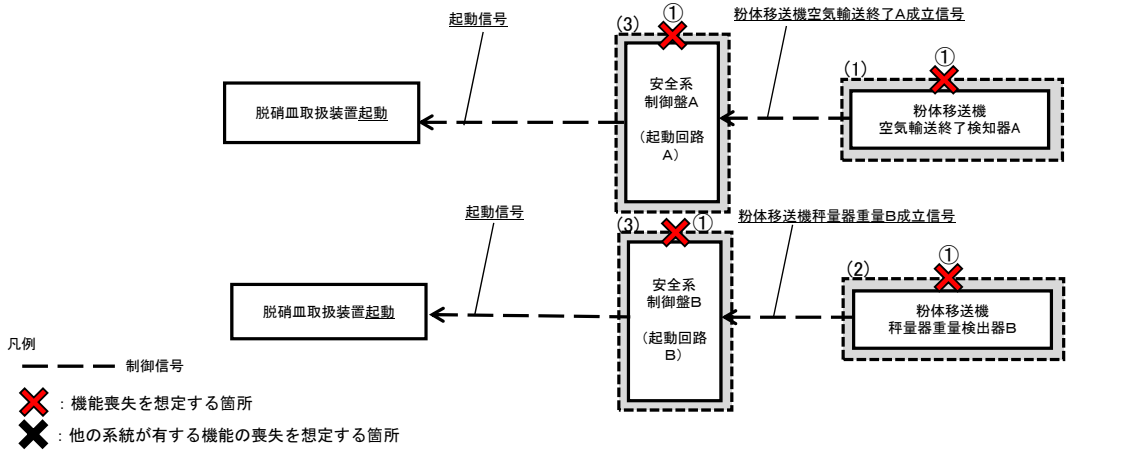 起動信号
(3)
①
粉体移送機空気輸送終了A成立信号
(1)
①
脱硝皿取扱装置起動
安全系
制御盤A
(起動回路
A)
粉体移送機
空気輸送終了検知器A
起動信号
(3)
①
粉体移送機秤量器重量B成立信号
(2)
①
脱硝皿取扱装置起動
安全系
制御盤B
(起動回路
B)
粉体移送機
秤量器重量検出器B
凡例
制御信号
：機能喪失を想定する箇所
：他の系統が有する機能の喪失を想定する箇所